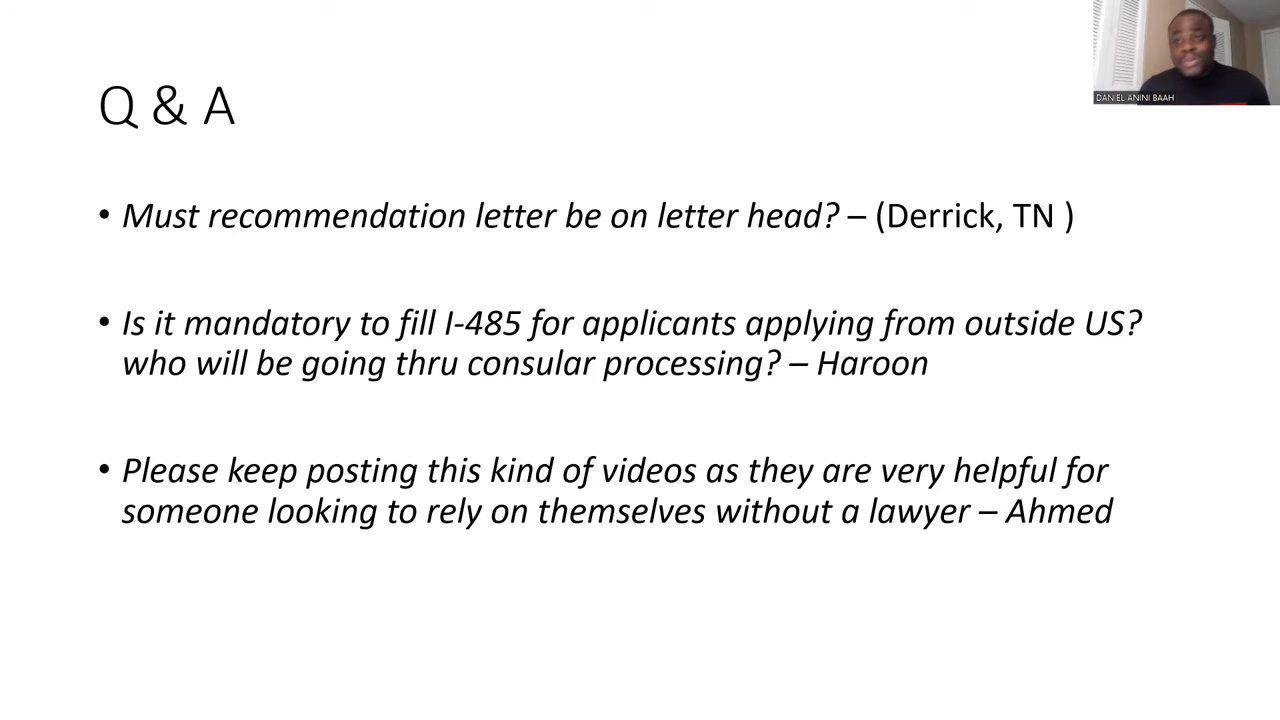 DANIEL ANINI BAAH
Q & A
• Must recommendation letter be on letter head? – (Derrick, TN )
• Is it mandatory to fill I-485 for applicants applying from outside US?
who will be going thru consular processing? – Haroon
• Please keep posting this kind of videos as they are very helpful for
someone looking to rely on themselves without a lawyer – Ahmed